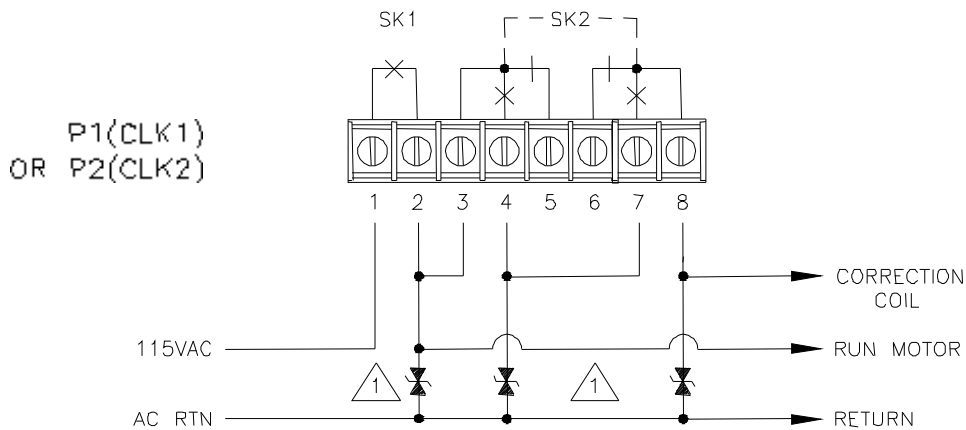 SK1 SK2
P1(CLK1)
OR P2(CLK2)
1 2 3 4 5 6 7 8
CORRECTION
COIL
115VAC
RUN MOTOR
1
1
AC RTN
RETURN